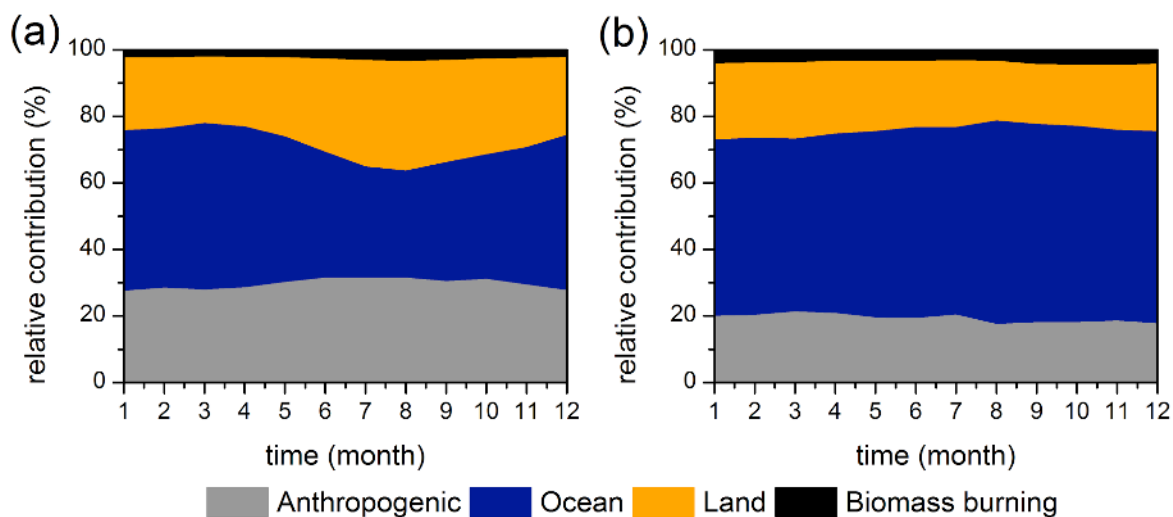 (a)
relative contribution (%)
100
80
60
40
20
0
1 2 3 4 5 6 7 8 9 10 11 12
time (month)
(b)
relative contribution (%)
100
80
60
40
20
0
1 2 3 4 5 6 7 8 9 10 11 12
time (month)
Anthropogenic Ocean Land Biomass burning